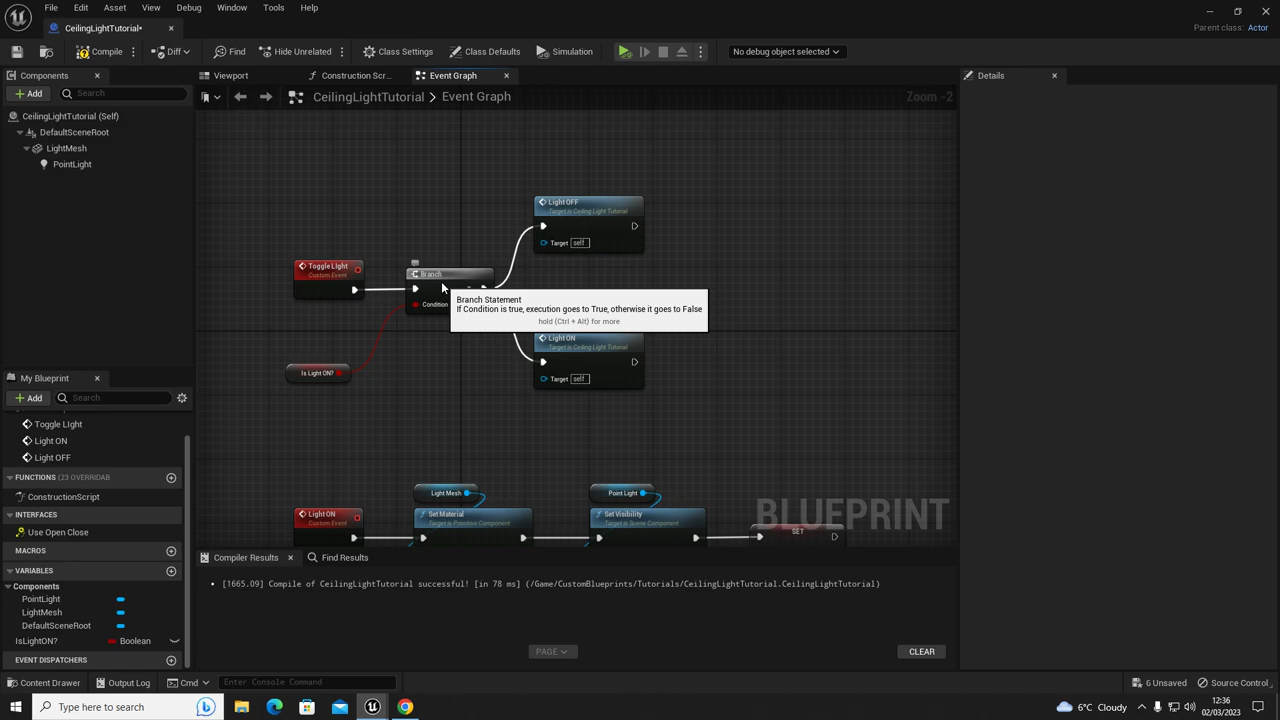 File
Edit
Asset
View
Debug
Window
Tools
Help
CeilingLightTutorial*
Parent class: Actor
Compile
Diff
Find
Hide Unrelated
Class Settings
Class Defaults
Simulation
No debug object selected
Components
Viewport
Construction Scr...
Event Graph
Details
Add
Search
CeilingLightTutorial > Event Graph
Zoom -2
CeilingLightTutorial (Self)
DefaultSceneRoot
LightMesh
PointLight
Light OFF
Target is Ceiling Light Tutorial
Target self
Toggle LIght
Custom Event
Branch
Condition
Branch Statement
If Condition is true, execution goes to True, otherwise it goes to False
hold (Ctrl + Alt) for more
Light ON
Target is Ceiling Light Tutorial
Target self
Is Light ON?
My Blueprint
Add
Search
Toggle LIght
Light ON
Light OFF
FUNCTIONS (23 OVERRIDAB
ConstructionScript
INTERFACES
Use Open Close
MACROS
VARIABLES
Components
PointLight
LightMesh
DefaultSceneRoot
IsLightON?
Boolean
EVENT DISPATCHERS
Light Mesh
Point Light
Light ON
Custom Event
Set Material
Target is Primitive Component
Set Visibility
Target is Scene Component
SET
BLUEPRINT
Compiler Results
Find Results
[1665.09] Compile of CeilingLightTutorial successful! [in 78 ms] (/Game/CustomBlueprints/Tutorials/CeilingLightTutorial.CeilingLightTutorial)
PAGE
CLEAR
Content Drawer
Output Log
Cmd
Enter Console Command
6 Unsaved
Source Control
Type here to search
6°C Cloudy
12:36
02/03/2023